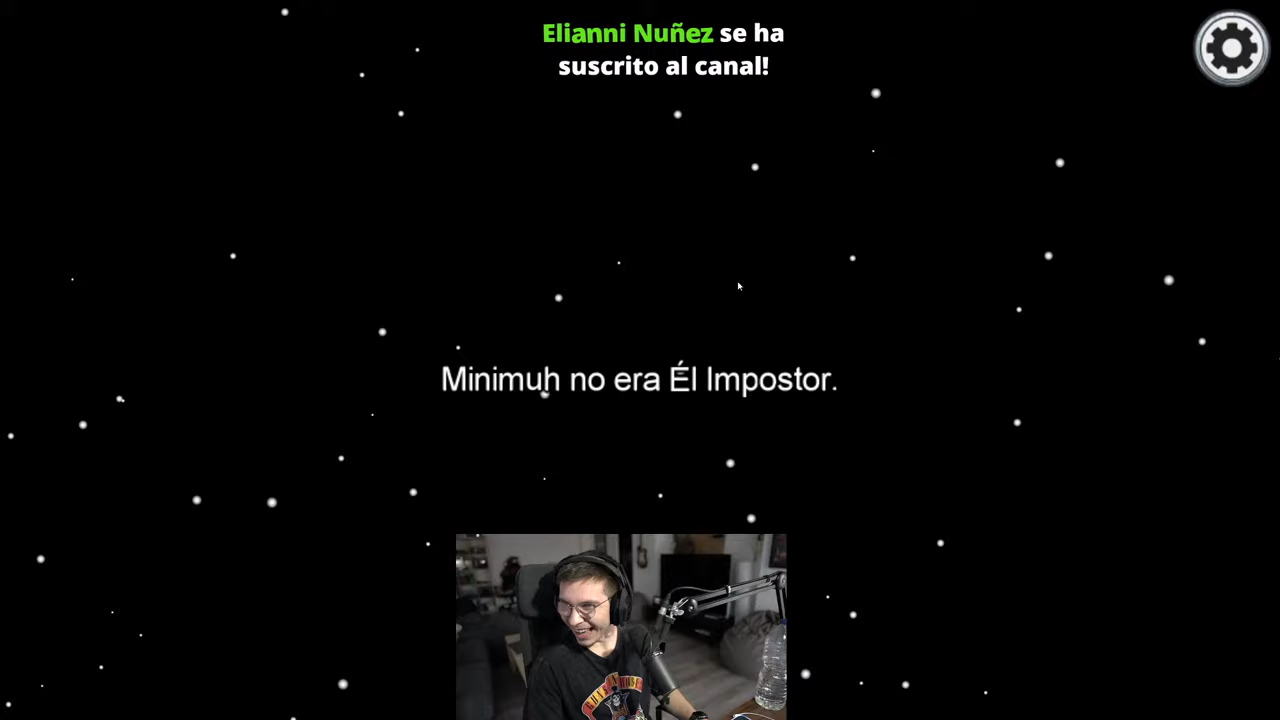 Elianni Nuñez se ha
suscrito al canal!
Minimuh no era Él Impostor.